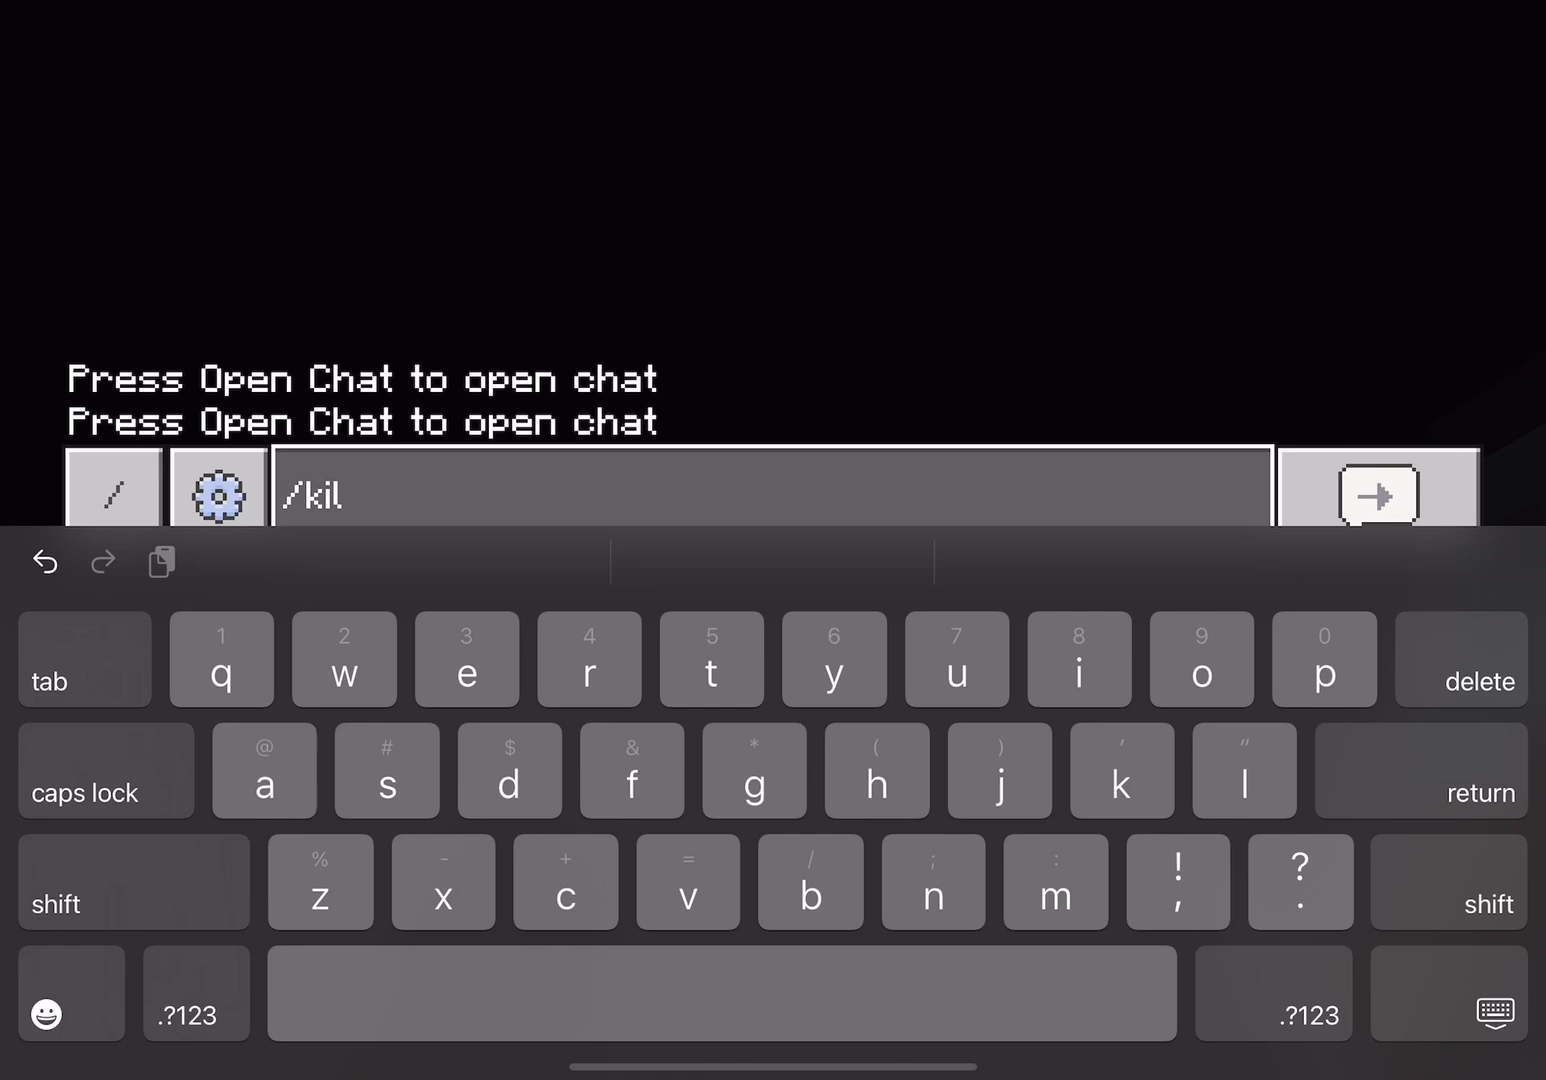 Press Open Chat to open chat
Press Open Chat to open chat
/
/kil
1 2 3 4 5 6 7 8 9 0
tab q w e r t y u i o p delete
@ # $ & * ( ) ' "
caps lock a s d f g h j k l return
% - + = / ; : ! ?
shift z x c v b n m , . shift
.?123 .?123